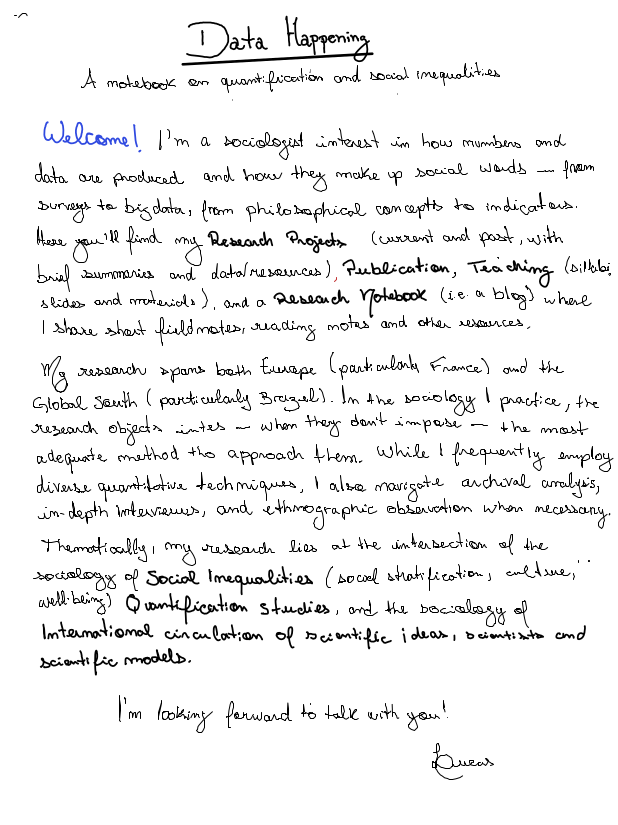 Data Happening
A notebook on quantification and social inequalities
Welcome! I'm a sociologist interest in how numbers and
data are produced and how they make up social words — from
surveys to big data, from philosophical concepts to indicators.
Here you'll find my Research Projects (current and past, with
brief summaries and data/resources), Publication, Teaching (sillabi,
slides and materials), and a Research Notebook (i.e. a blog) where
I share short fieldnotes, reading notes and other resources.
My research spans both Europe (particularly France) and the
Global South (particularly Brazil). In the sociology I practice, the
research objects invites — when they don't impose — the most
adequate method tho approach them. While I frequently employ
diverse quantitative techniques, I also navigate archival analysis,
in-depth interviews, and ethnographic observation when necessary.
Thematically, my research lies at the intersection of the
sociology of Social Inequalities (social stratification, culture,
well-being) Quantification Studies, and the sociology of
International circulation of scientific ideas, scientists and
scientific models.
I'm looking forward to talk with you!
Lucas